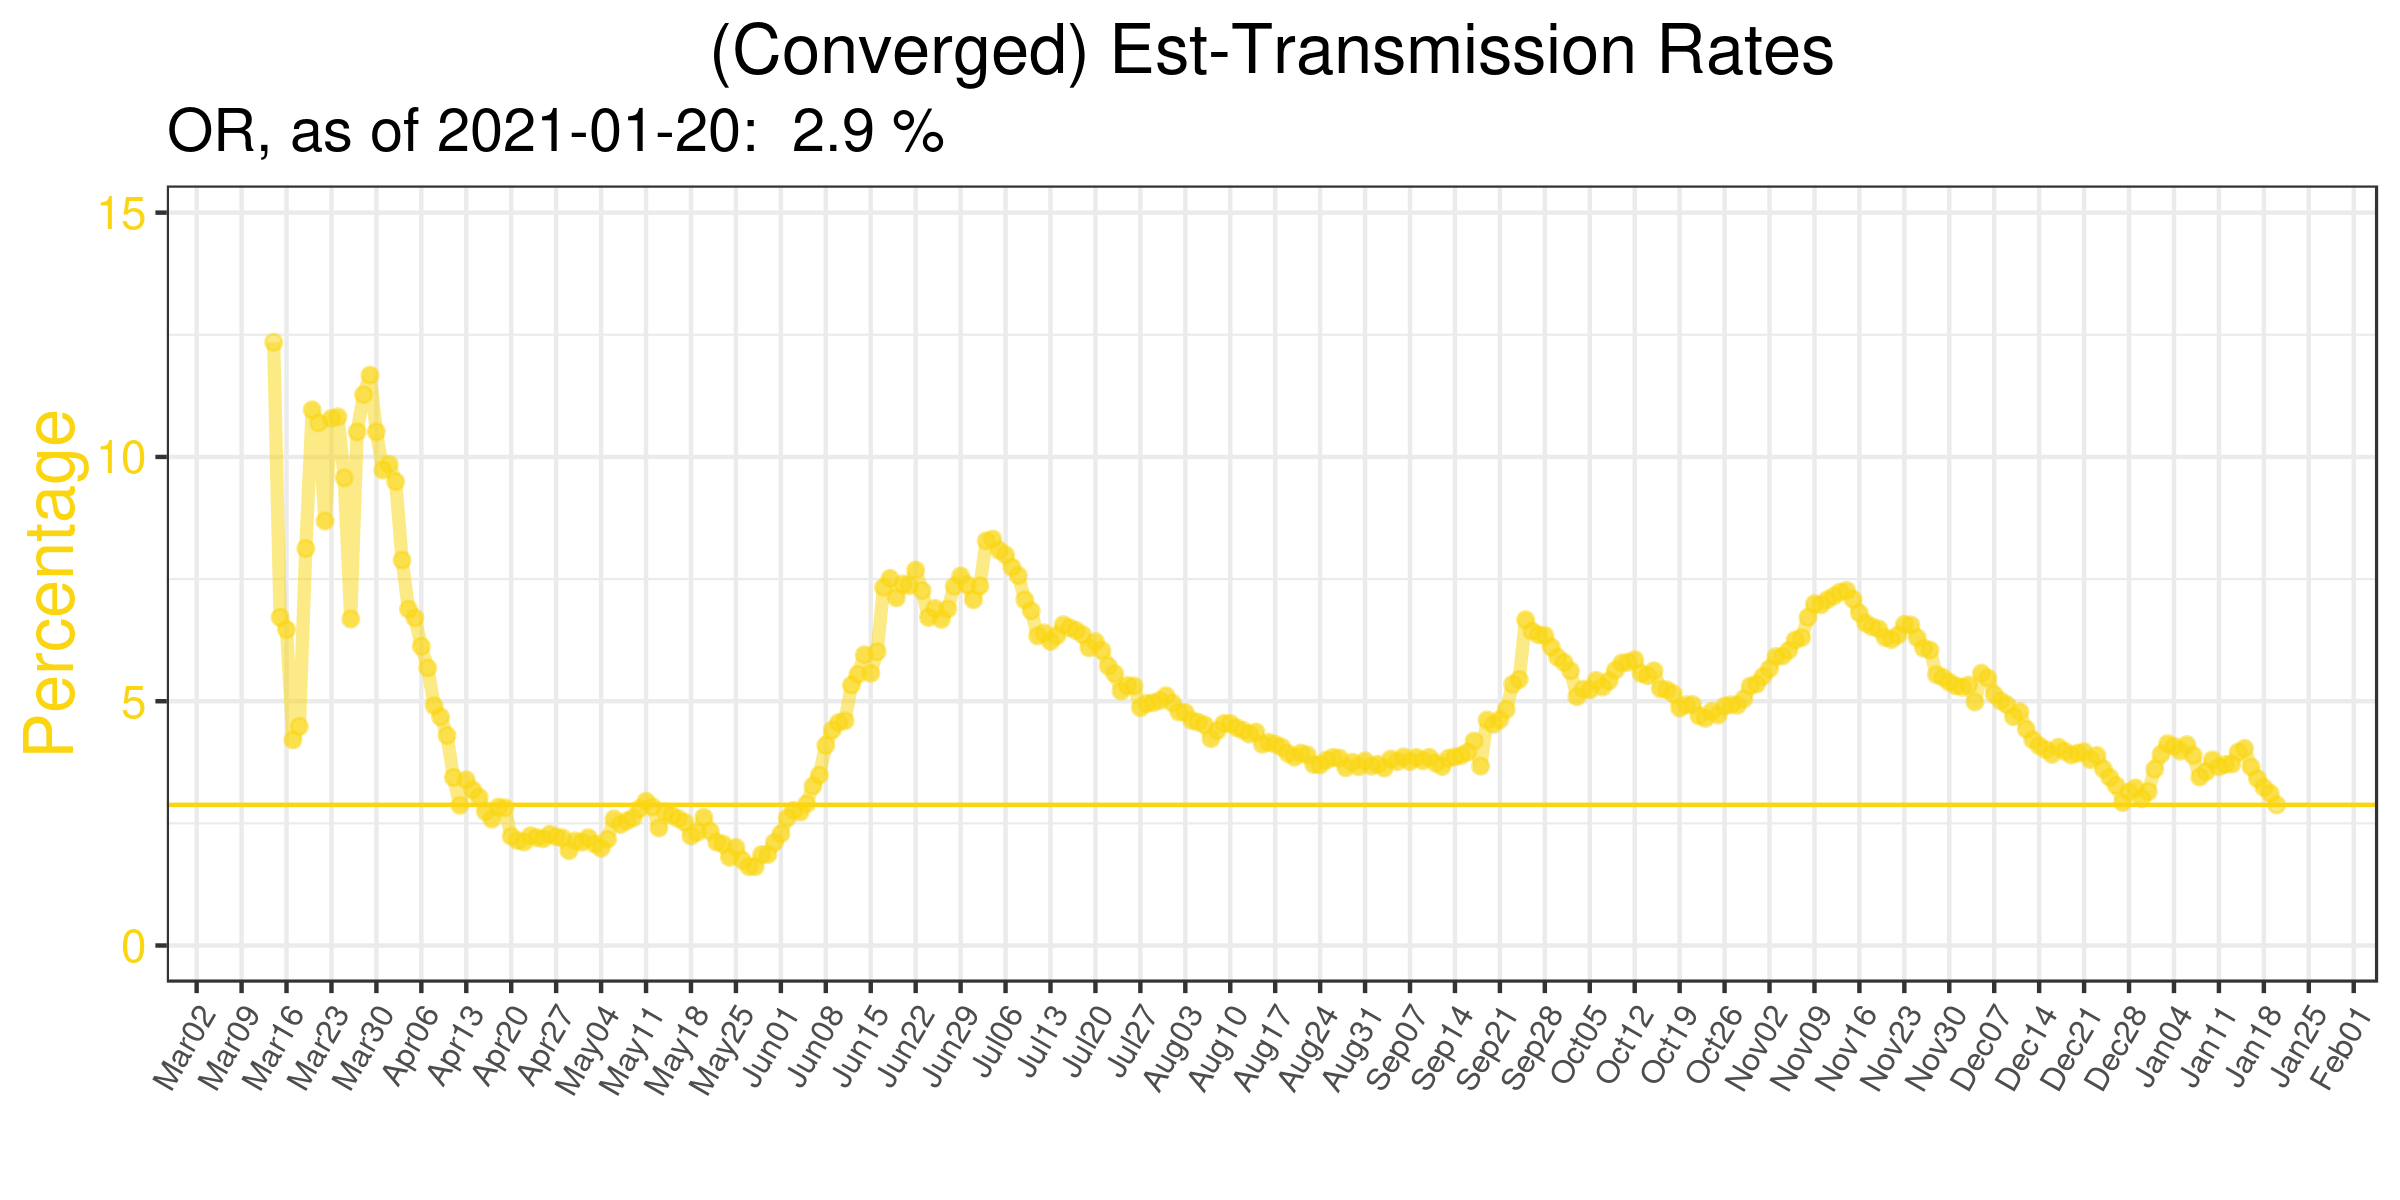 (Converged) Est-Transmission Rates
OR, as of 2021-01-20:  2.9 %
Percentage
15
10
5
0
Mar02 Mar09 Mar16 Mar23 Mar30 Apr06 Apr13 Apr20 Apr27 May04 May11 May18 May25 Jun01 Jun08 Jun15 Jun22 Jun29 Jul06 Jul13 Jul20 Jul27 Aug03 Aug10 Aug17 Aug24 Aug31 Sep07 Sep14 Sep21 Sep28 Oct05 Oct12 Oct19 Oct26 Nov02 Nov09 Nov16 Nov23 Nov30 Dec07 Dec14 Dec21 Dec28 Jan04 Jan11 Jan18 Jan25 Feb01